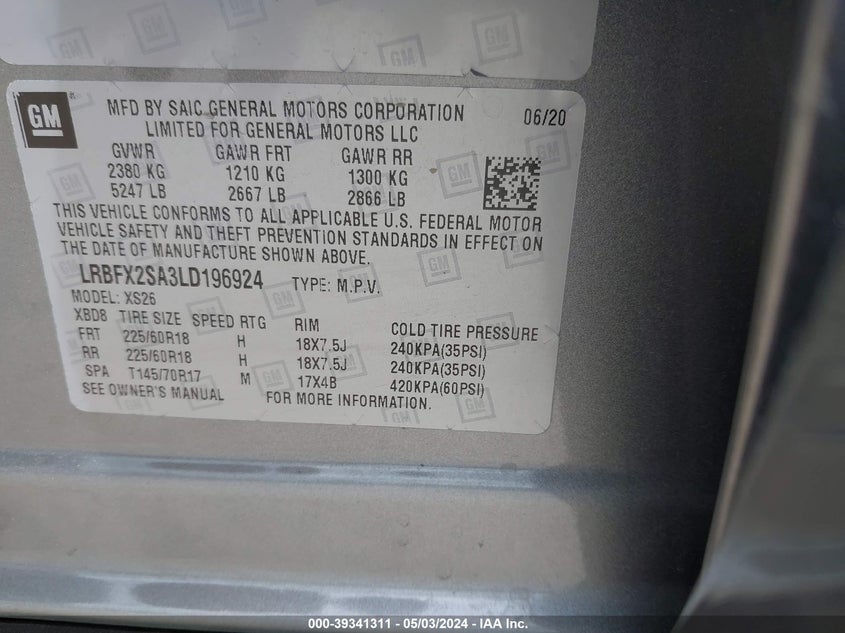 GM
MFD BY SAIC GENERAL MOTORS CORPORATION 06/20
LIMITED FOR GENERAL MOTORS LLC
GVWR GAWR FRT GAWR RR
2380 KG 1210 KG 1300 KG
5247 LB 2667 LB 2866 LB
THIS VEHICLE CONFORMS TO ALL APPLICABLE U.S. FEDERAL MOTOR
VEHICLE SAFETY AND THEFT PREVENTION STANDARDS IN EFFECT ON
THE DATE OF MANUFACTURE SHOWN ABOVE.
LRBFX2SA3LD196924 TYPE: M.P.V.
MODEL: XS26
XBD8 TIRE SIZE SPEED RTG RIM COLD TIRE PRESSURE
FRT 225/60R18 H 18X7.5J 240KPA(35PSI)
RR 225/60R18 H 18X7.5J 240KPA(35PSI)
SPA T145/70R17 M 17X4B 420KPA(60PSI)
SEE OWNER'S MANUAL FOR MORE INFORMATION.
000-39341311 - 05/03/2024 - IAA Inc.